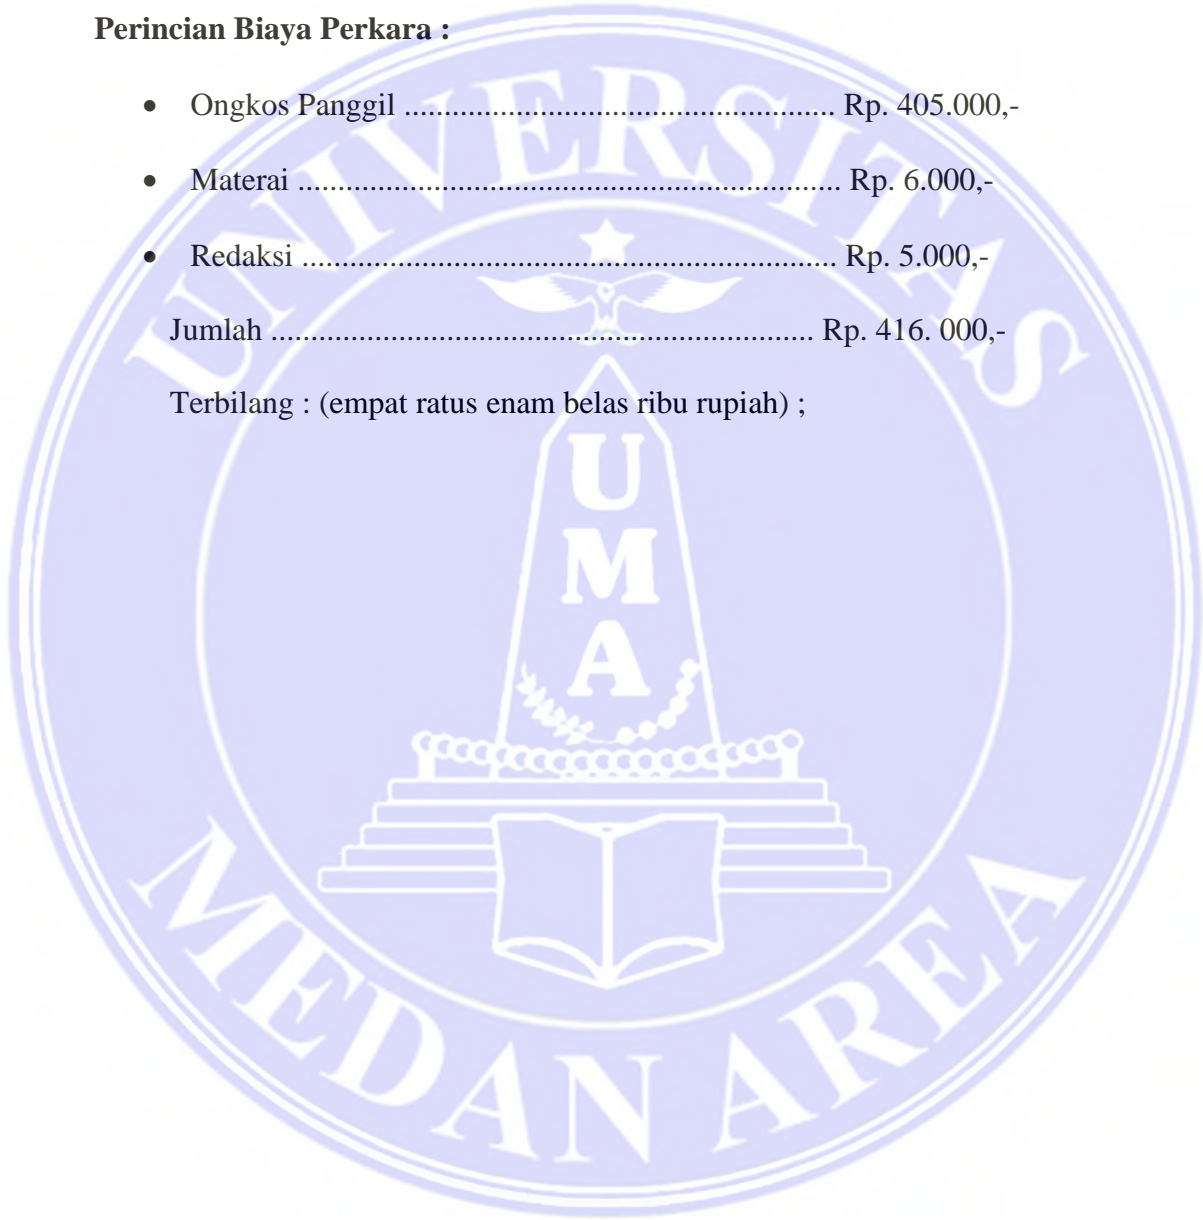 Perincian Biaya Perkara :
• Ongkos Panggil ...................................................... Rp. 405.000,-
• Materai .................................................................... Rp. 6.000,-
• Redaksi ................................................................... Rp. 5.000,-
Jumlah .................................................................... Rp. 416. 000,-
Terbilang : (empat ratus enam belas ribu rupiah) ;
UNIVERSITAS
U
M
A
MEDAN AREA